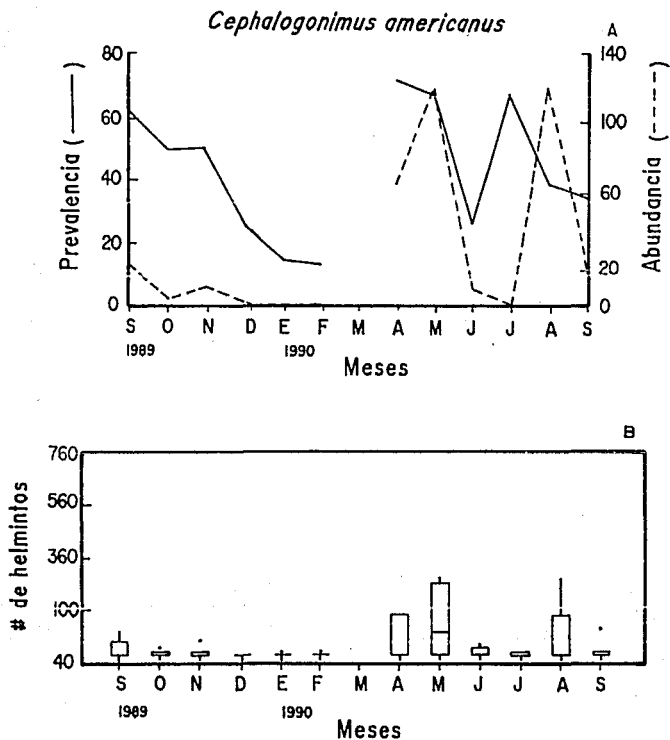 Cephalogonimus americanus
A
Prevalencia (——)
80
60
40
20
0
140
100
60
20
0
Abundancia (-----)
S O N D E F M A M J J A S
1989 1990
Meses
B
# de helmintos
760
560
360
100
40
S O N D E F M A M J J A S
1989 1990
Meses